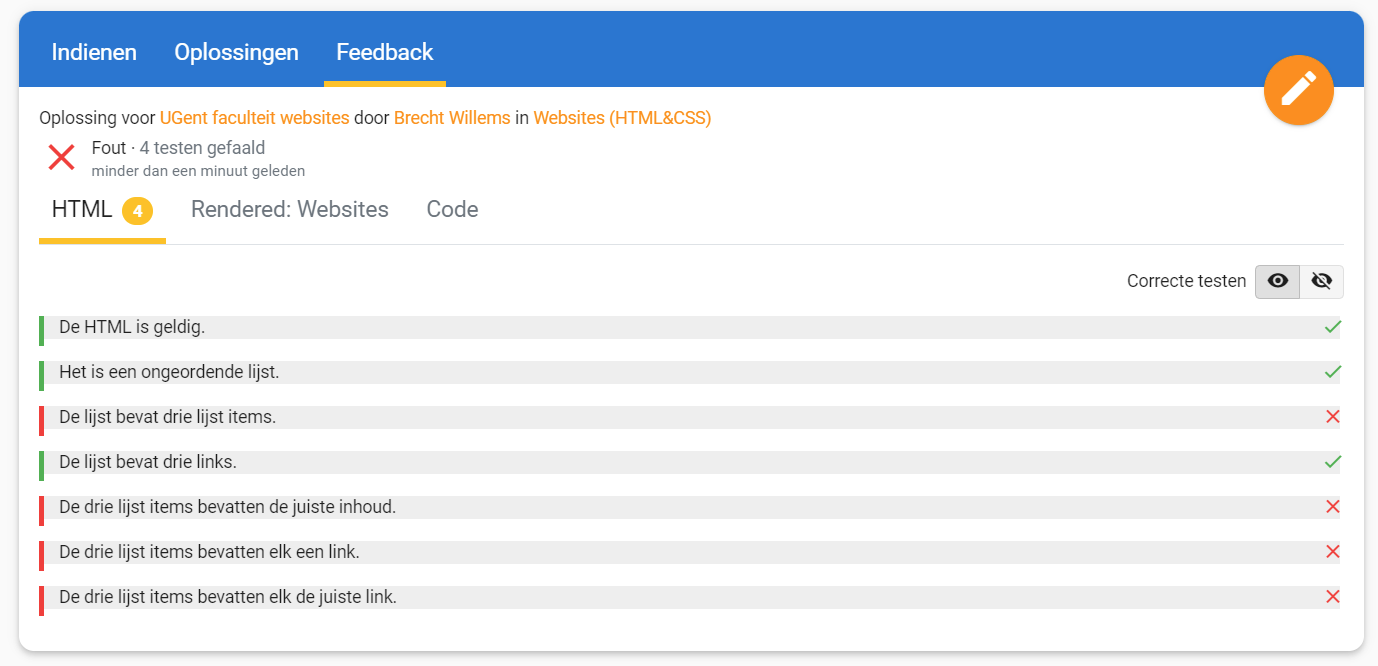 Indienen Oplossingen Feedback
Oplossing voor UGent faculteit websites door Brecht Willems in Websites (HTML&CSS)
Fout · 4 testen gefaald
minder dan een minuut geleden
HTML 4 Rendered: Websites Code
Correcte testen
De HTML is geldig.
Het is een ongeordende lijst.
De lijst bevat drie lijst items.
De lijst bevat drie links.
De drie lijst items bevatten de juiste inhoud.
De drie lijst items bevatten elk een link.
De drie lijst items bevatten elk de juiste link.